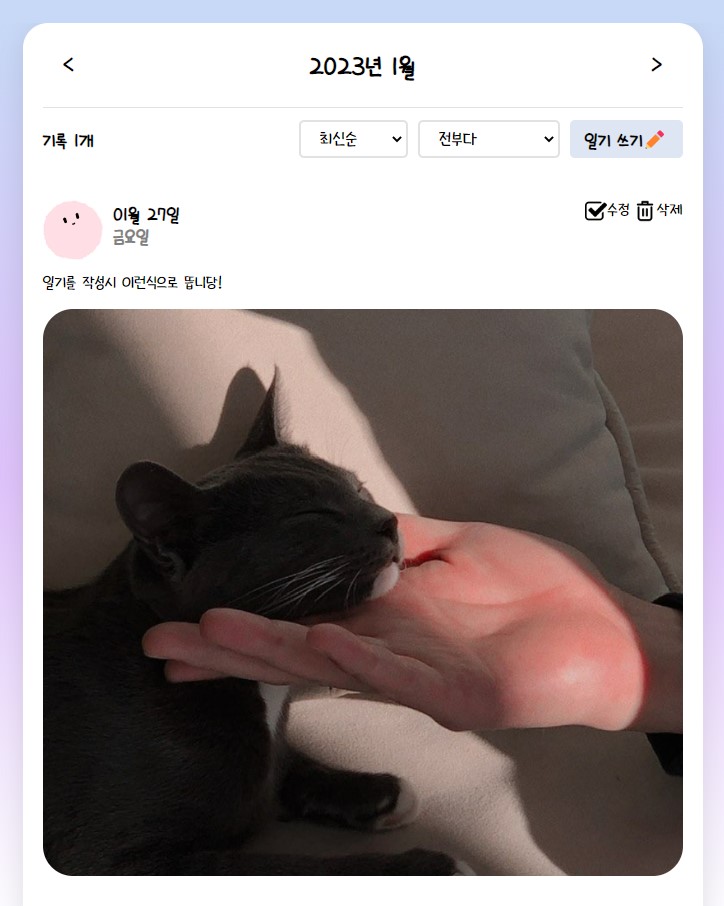 < 2023년 1월 >
기록 1개 최신순 전부다 일기 쓰기
01월 27일 수정 삭제
금요일
일기를 작성시 이런식으로 뜹니당!